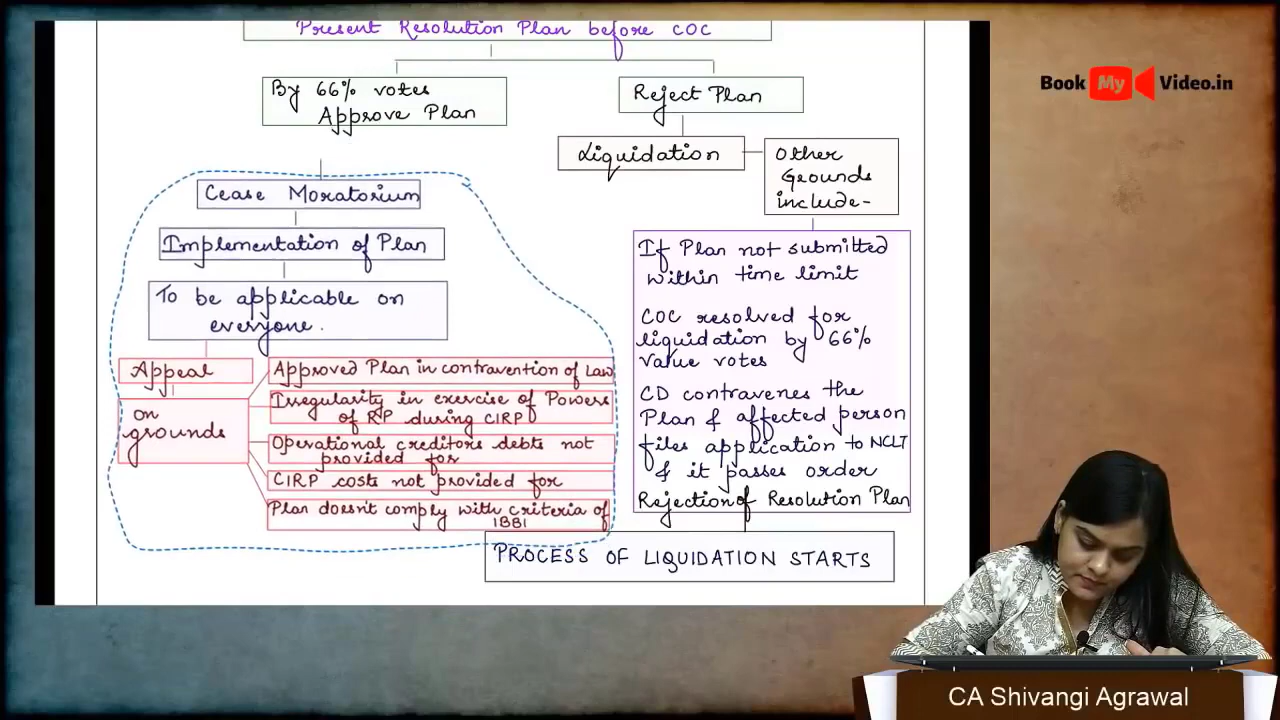 Present Resolution Plan before COC
By 66% votes
Approve Plan
Reject Plan
Liquidation
Other
Grounds
include-
Cease Moratorium
Implementation of Plan
To be applicable on
everyone.
Appeal
on
grounds
Approved Plan in contravention of Law
Irregularity in exercise of Powers
of RP during CIRP
Operational creditors debts not
provided for
CIRP costs not provided for
Plan doesn't comply with criteria of
IBBI
If Plan not submitted
within time limit
COC resolved for
liquidation by 66%
value votes
CD contravenes the
Plan & affected person
files application to NCLT
& it passes order
Rejection of Resolution Plan
PROCESS OF LIQUIDATION STARTS
Book My Video.in
CA Shivangi Agrawal